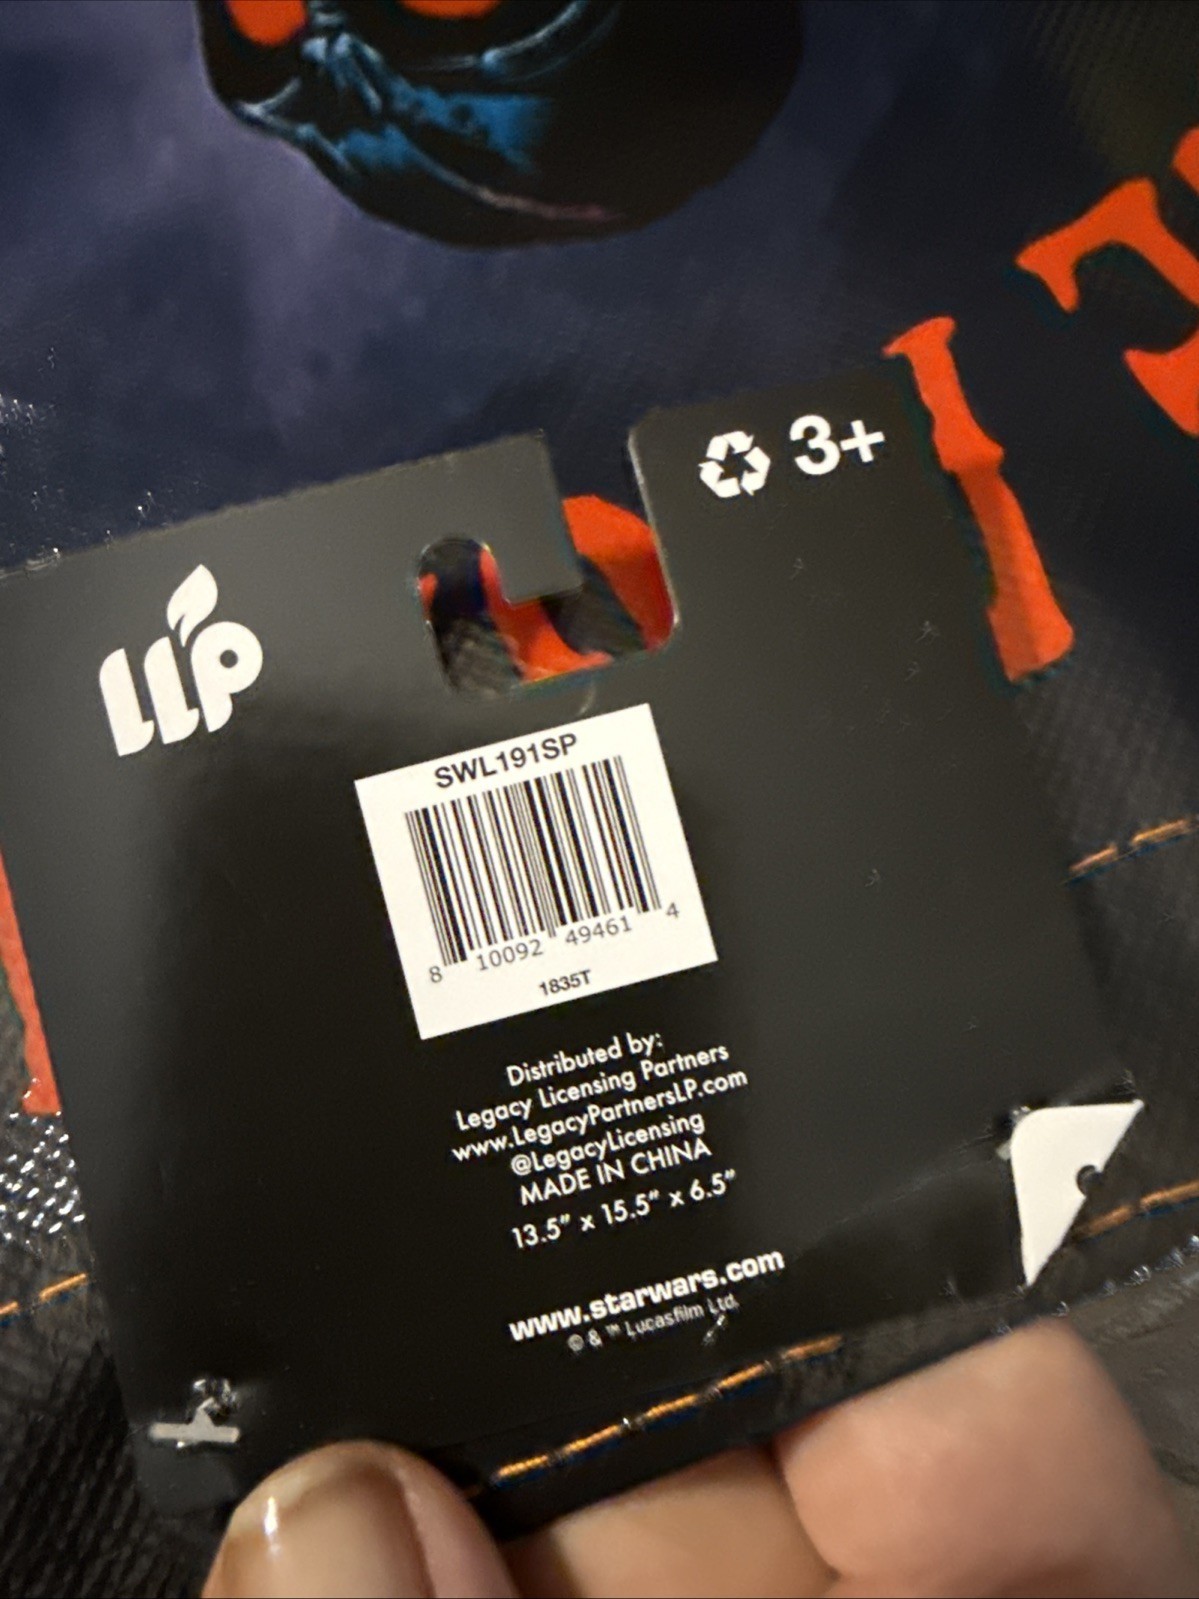 3+
LLP
SWL191SP
8 10092 49461 4
1835T
Distributed by:
Legacy Licensing Partners
www.LegacyPartnersLP.com
@LegacyLicensing
MADE IN CHINA
13.5" x 15.5" x 6.5"
www.starwars.com
© & ™ Lucasfilm Ltd.